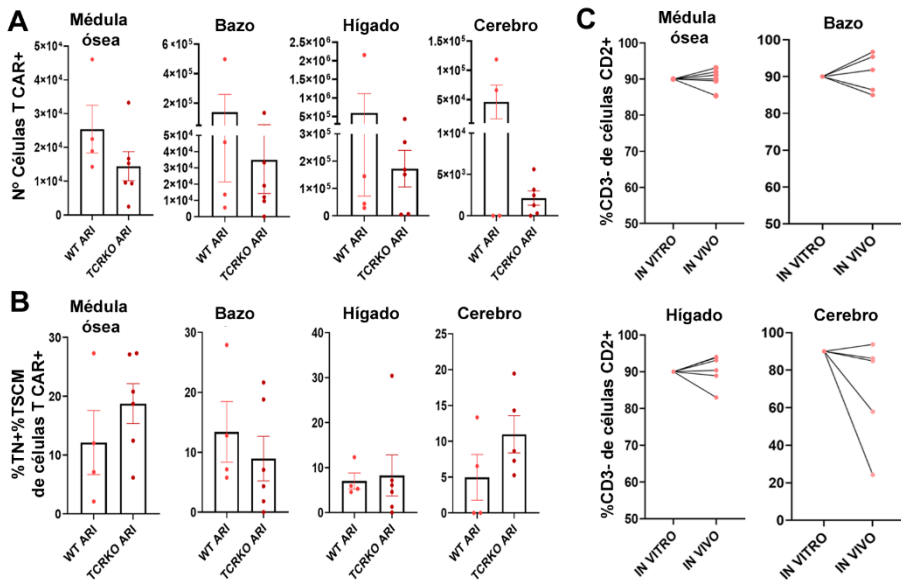 A
Médula
ósea
Bazo
Hígado
Cerebro
Nº Células T CAR+
5×10⁴
4×10⁴
3×10⁴
2×10⁴
1×10⁴
0
WT ARI
TCRKO ARI
6×10⁵
5×10⁵
4×10⁵
3×10⁵
2×10⁵
5×10⁴
4×10⁴
3×10⁴
2×10⁴
1×10⁴
0
WT ARI
TCRKO ARI
2.5×10⁶
2.0×10⁶
1.5×10⁶
1.0×10⁶
6×10⁵
4×10⁵
2×10⁵
0
WT ARI
TCRKO ARI
1.5×10⁵
1×10⁵
5×10⁴
1×10⁴
5×10³
0
WT ARI
TCRKO ARI
B
Médula
ósea
Bazo
Hígado
Cerebro
%TN+%TSCM
de células T CAR+
30
20
10
0
WT ARI
TCRKO ARI
30
20
10
0
WT ARI
TCRKO ARI
40
30
20
10
0
WT ARI
TCRKO ARI
25
20
15
10
5
0
WT ARI
TCRKO ARI
C
Médula
ósea
Bazo
%CD3- de células CD2+
100
90
80
70
60
50
IN VITRO
IN VIVO
100
90
80
70
60
50
IN VITRO
IN VIVO
Hígado
Cerebro
%CD3- de células CD2+
100
90
80
70
60
50
IN VITRO
IN VIVO
100
80
60
40
20
0
IN VITRO
IN VIVO